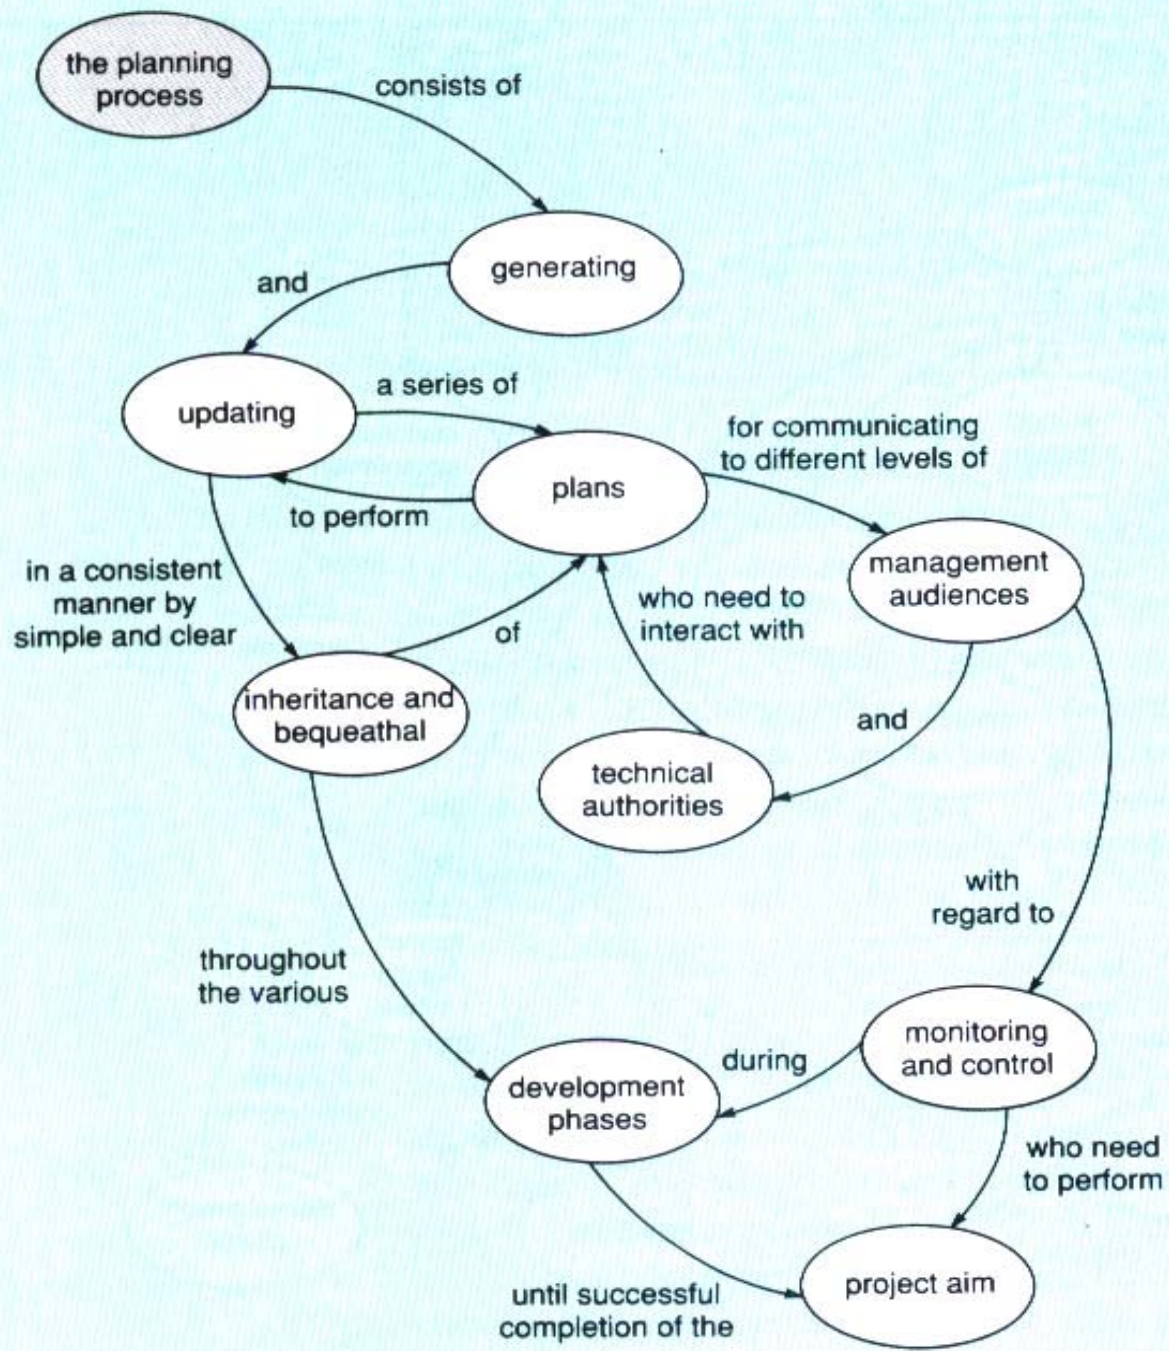 the planning
process
consists of
generating
and
updating
a series of
plans
for communicating
to different levels of
to perform
management
audiences
in a consistent
manner by
simple and clear
who need to
interact with
of
inheritance and
bequeathal
and
technical
authorities
with
regard to
throughout
the various
monitoring
and control
during
development
phases
who need
to perform
project aim
until successful
completion of the